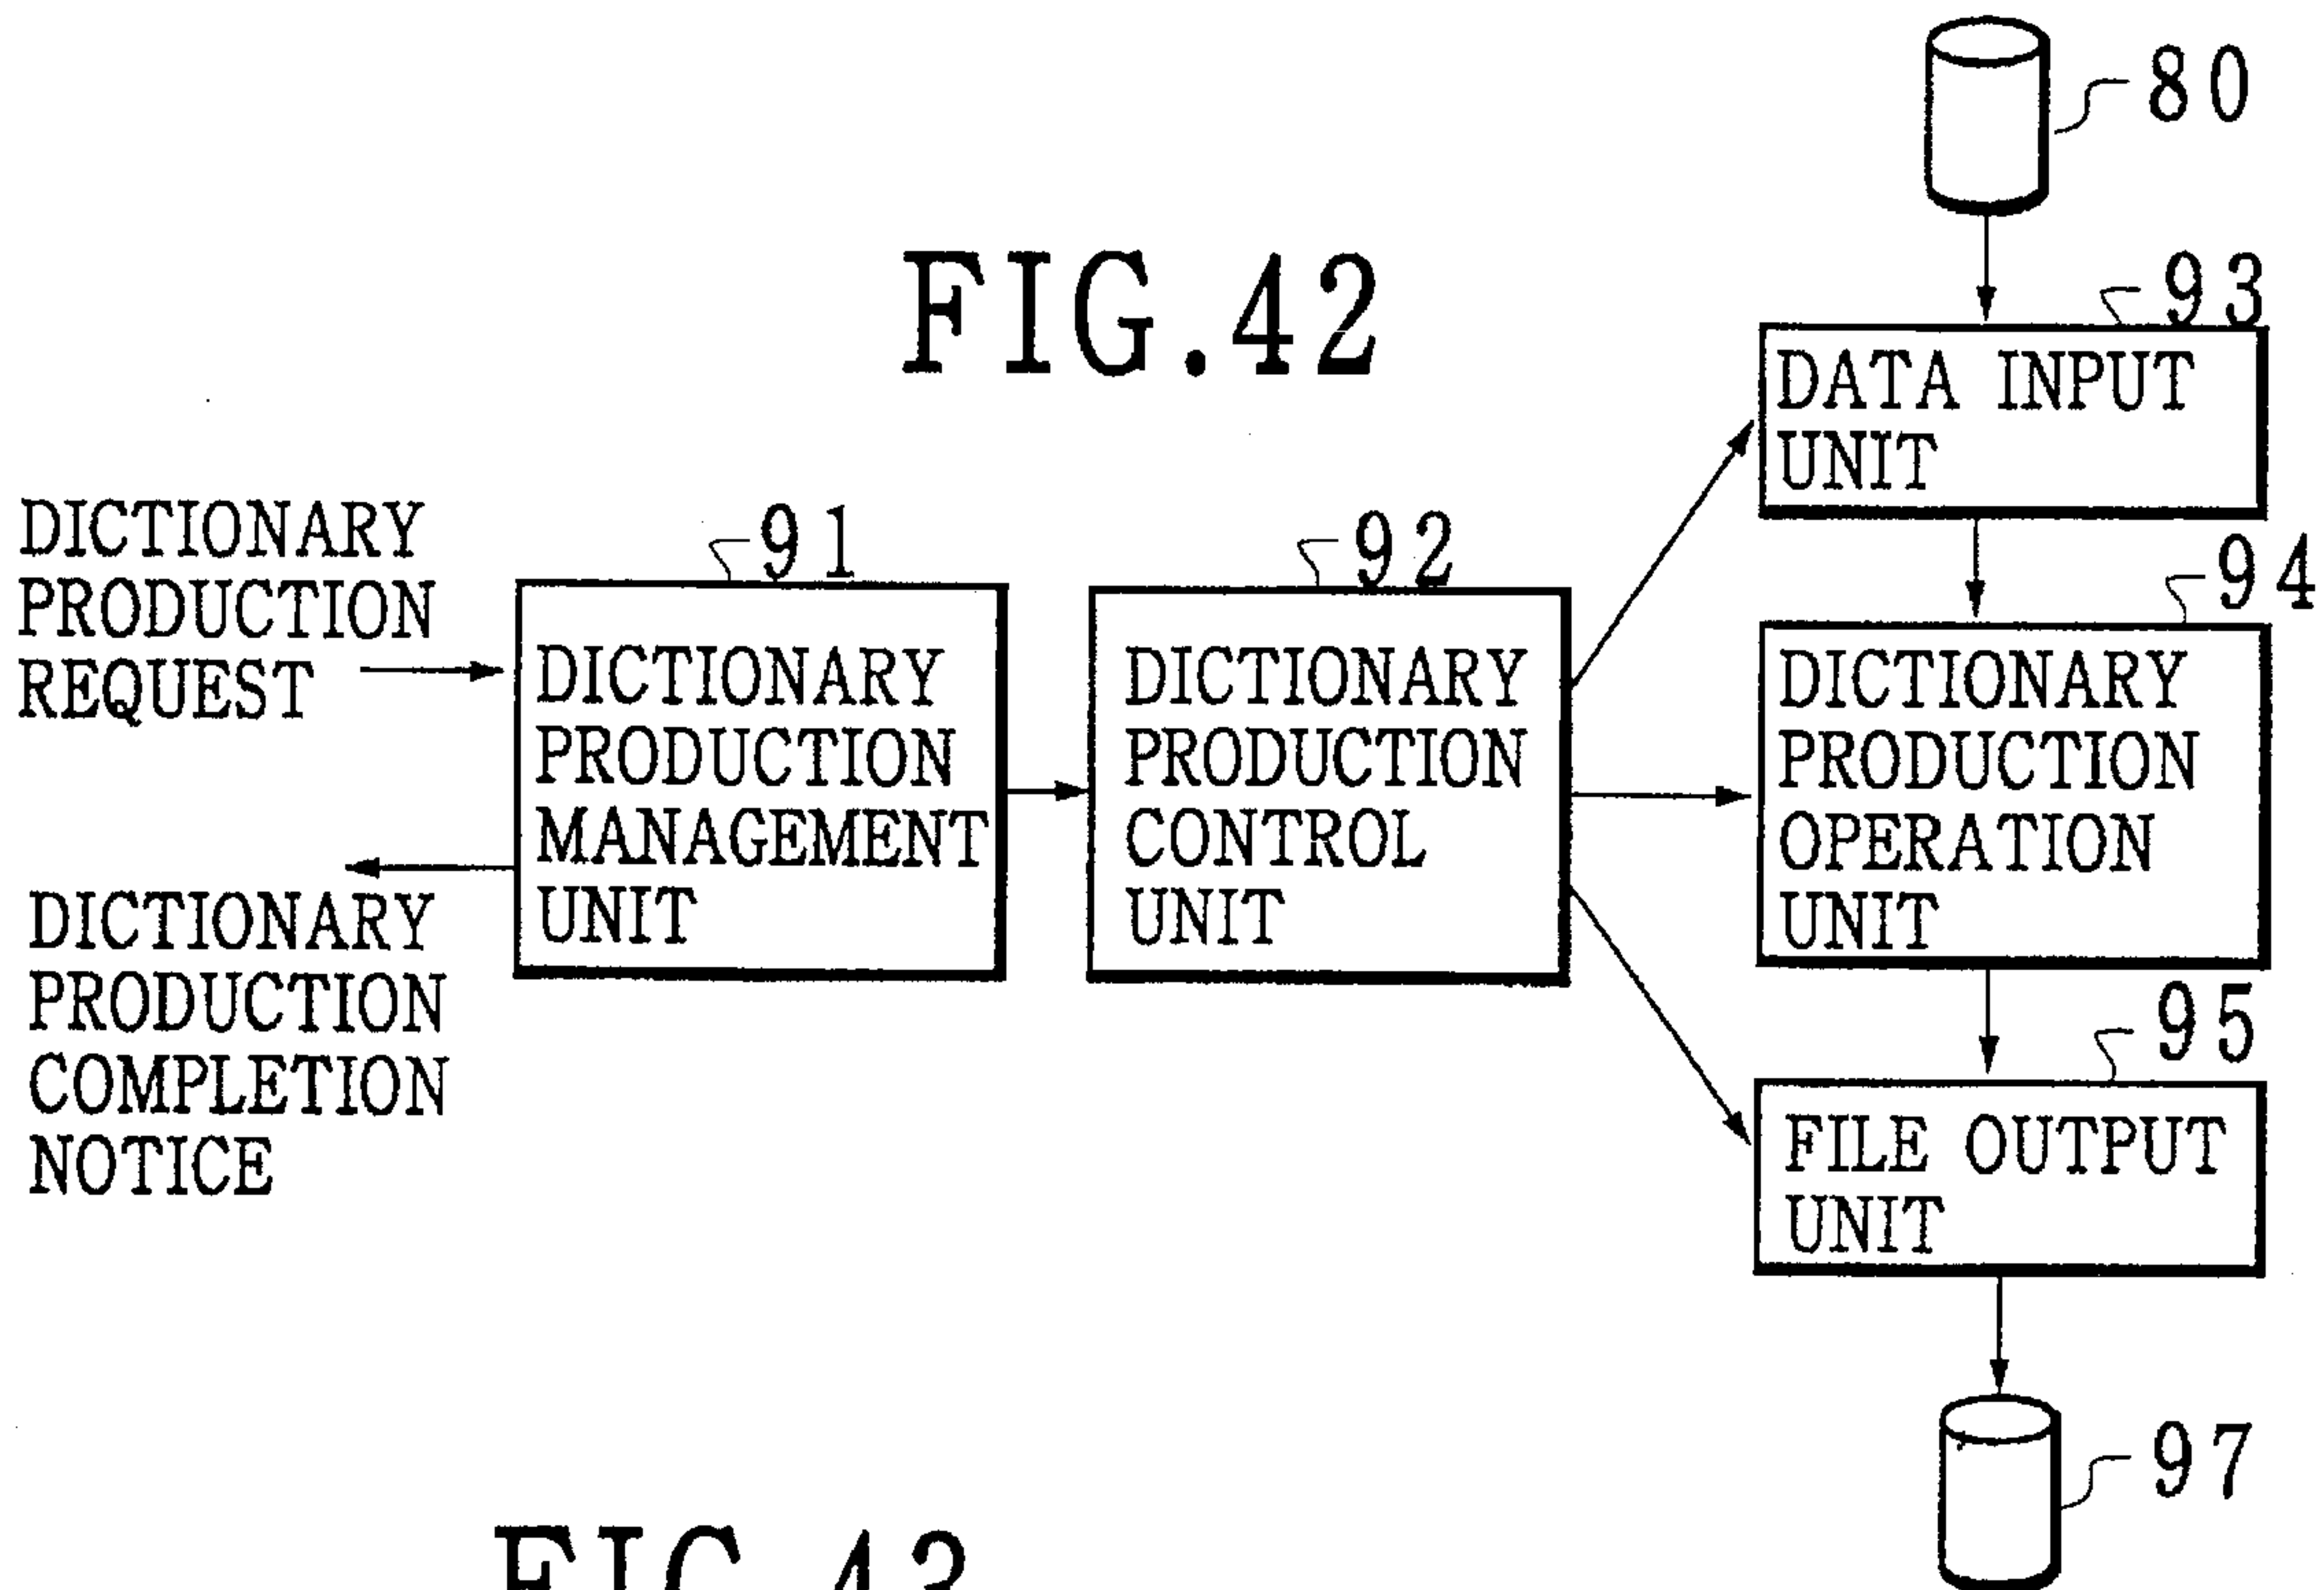 80
FIG.42
93
DATA INPUT
UNIT
DICTIONARY
PRODUCTION
REQUEST
91
DICTIONARY
PRODUCTION
MANAGEMENT
UNIT
92
DICTIONARY
PRODUCTION
CONTROL
UNIT
94
DICTIONARY
PRODUCTION
OPERATION
UNIT
DICTIONARY
PRODUCTION
COMPLETION
NOTICE
95
FILE OUTPUT
UNIT
97